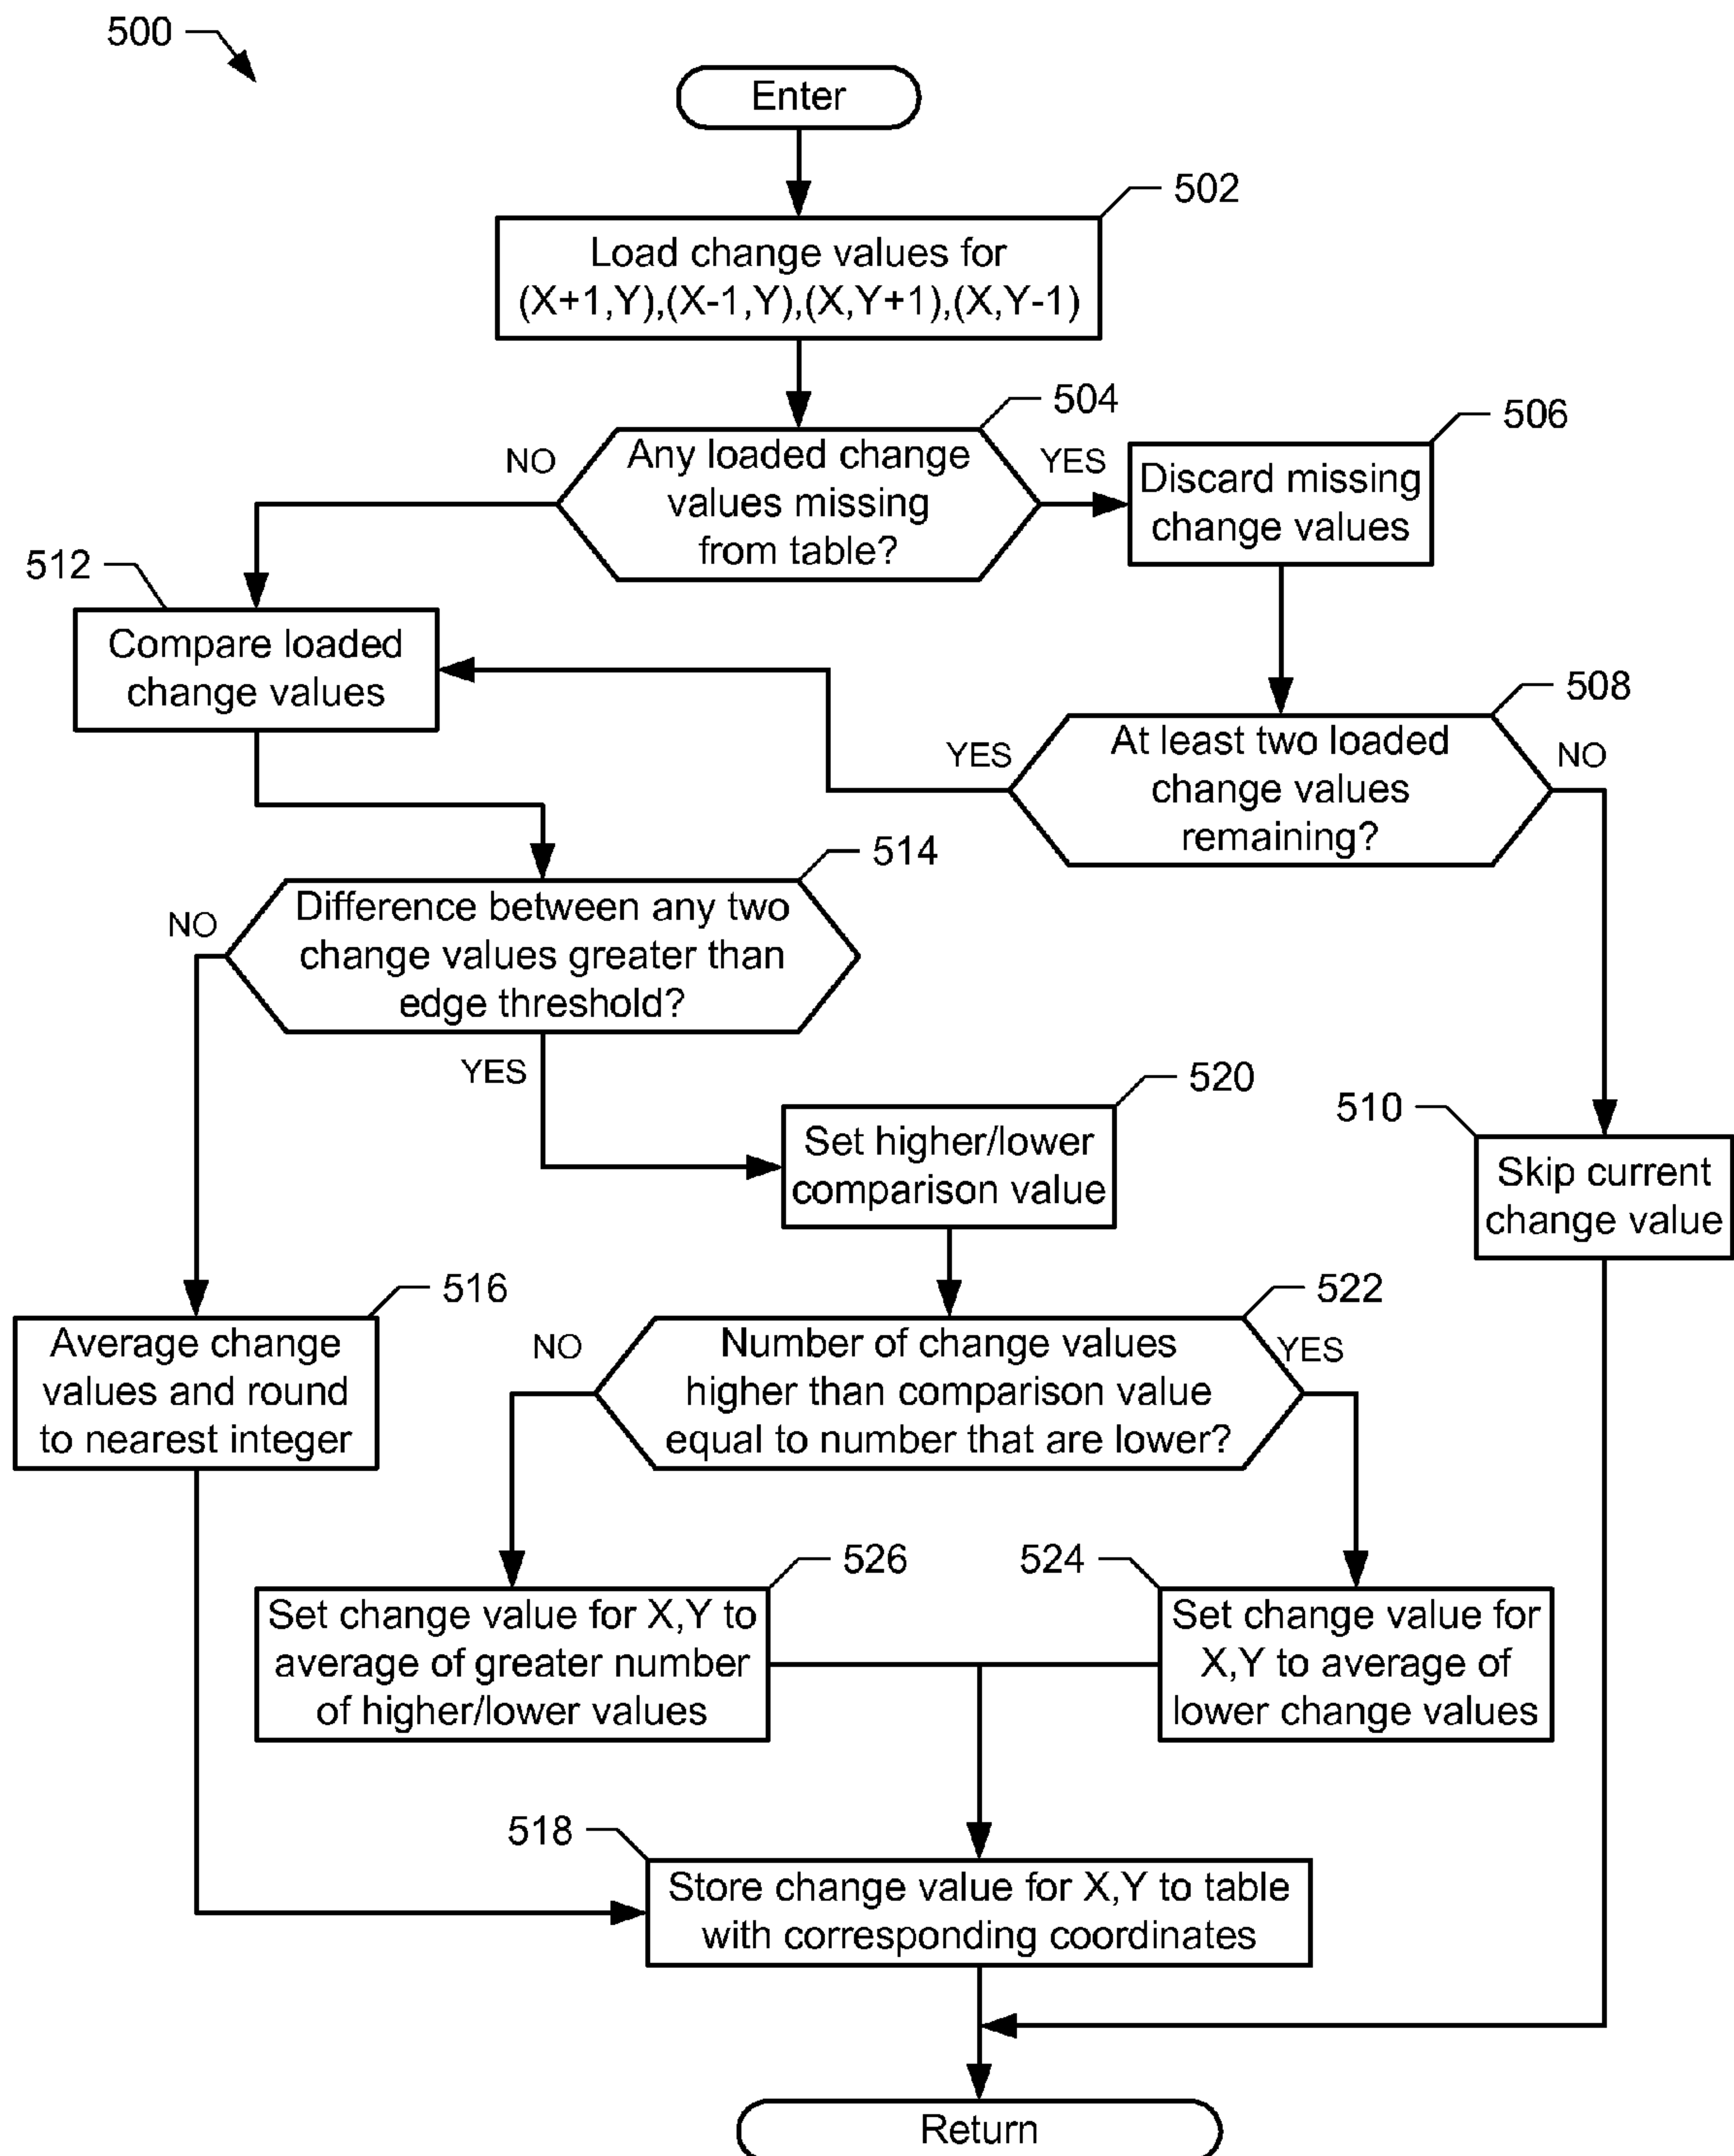 500
Enter
502
Load change values for
(X+1,Y),(X-1,Y),(X,Y+1),(X,Y-1)
504
NO
Any loaded change
values missing
from table?
YES
506
Discard missing
change values
512
Compare loaded
change values
508
YES
At least two loaded
change values
remaining?
NO
514
NO
Difference between any two
change values greater than
edge threshold?
YES
520
Set higher/lower
comparison value
510
Skip current
change value
516
Average change
values and round
to nearest integer
522
NO
Number of change values
higher than comparison value
equal to number that are lower?
YES
526
Set change value for X,Y to
average of greater number
of higher/lower values
524
Set change value for
X,Y to average of
lower change values
518
Store change value for X,Y to table
with corresponding coordinates
Return